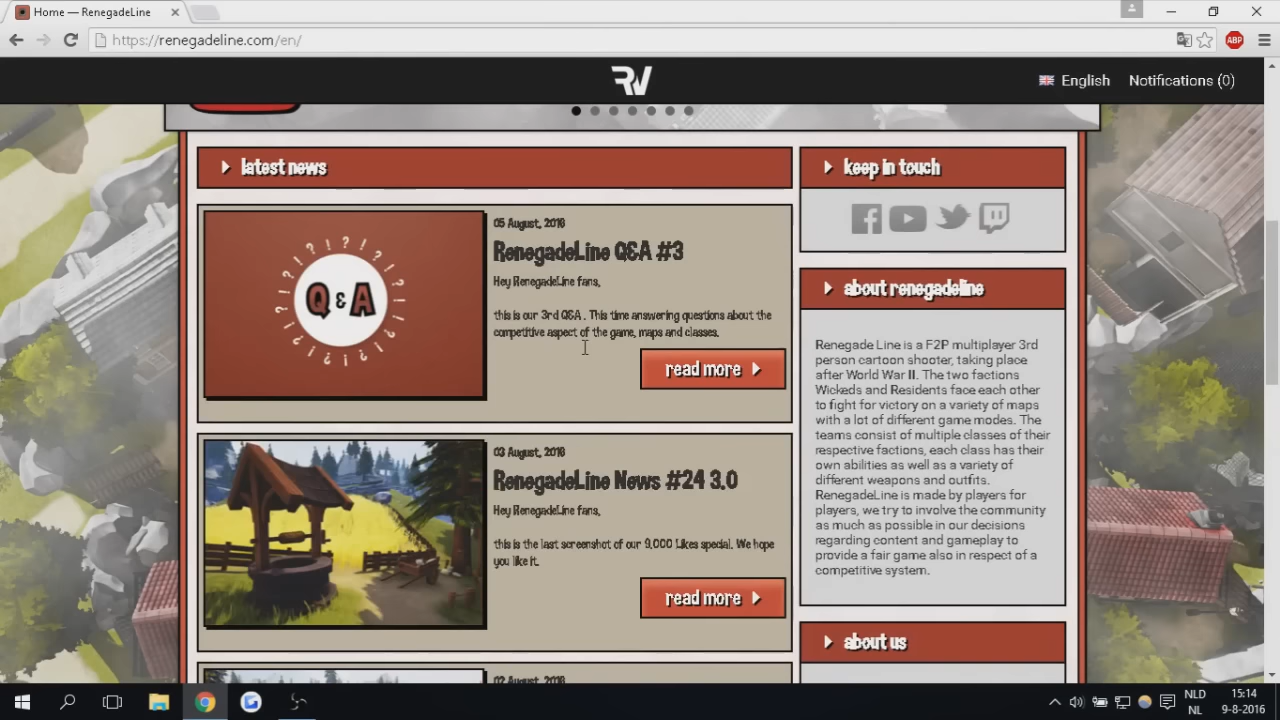 Home — RenegadeLine
https://renegadeline.com/en/
ABP
English
Notifications (0)
latest news
05 August, 2016
RenegadeLine Q&A #3
Hey RenegadeLine fans,
this is our 3rd Q&A . This time answering questions about the
competitive aspect of the game, maps and classes.
read more
Q & A
03 August, 2016
RenegadeLine News #24 3.0
Hey RenegadeLine fans,
this is the last screenshot of our 9,000 Likes special. We hope
you like it.
read more
02 August, 2016
keep in touch
about renegadeline
Renegade Line is a F2P multiplayer 3rd
person cartoon shooter, taking place
after World War II. The two factions
Wickeds and Residents face each other
to fight for victory on a variety of maps
with a lot of different game modes. The
teams consist of multiple classes of their
respective factions, each class has their
own abilities as well as a variety of
different weapons and outfits.
RenegadeLine is made by players for
players, we try to involve the community
as much as possible in our decisions
regarding content and gameplay to
provide a fair game also in respect of a
competitive system.
about us
NLD
NL
15:14
9-8-2016